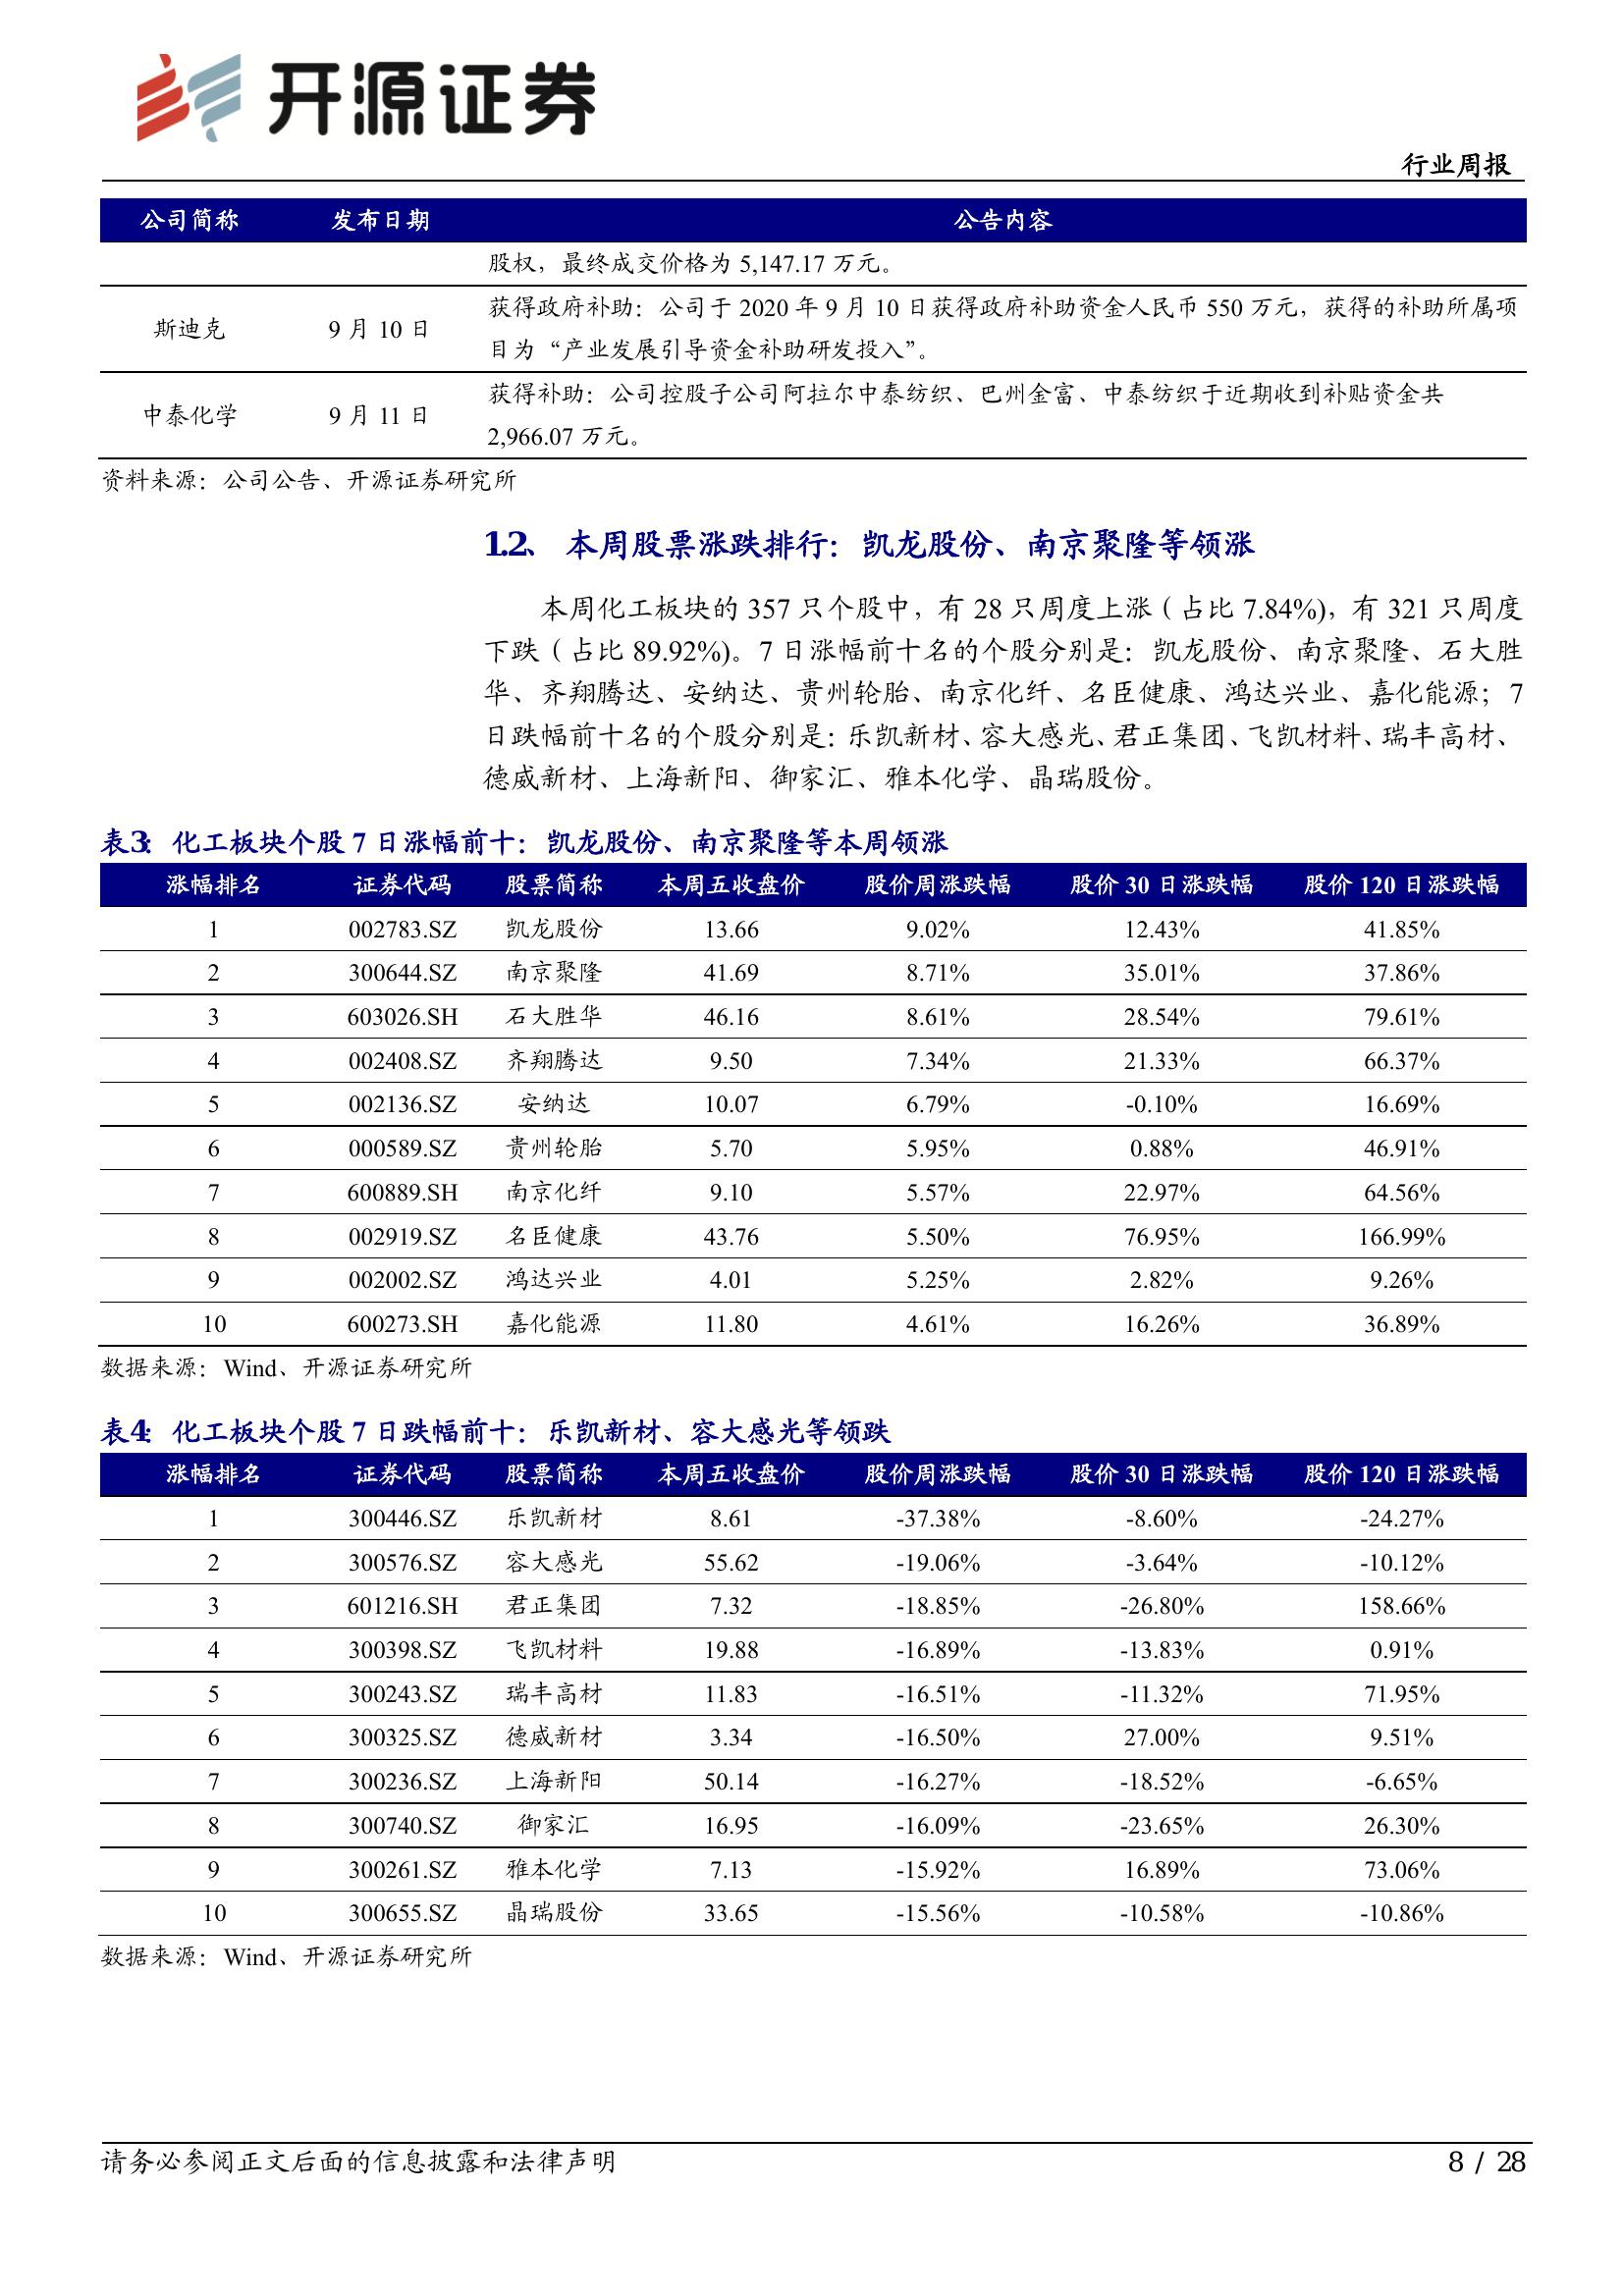 开源证券
行业周报
公司简称 发布日期 公告内容
股权，最终成交价格为 5,147.17 万元。
获得政府补助：公司于 2020 年 9 月 10 日获得政府补助资金人民币 550 万元，获得的补助所属项
斯迪克 9 月 10 日
目为“产业发展引导资金补助研发投入”。
获得补助：公司控股子公司阿拉尔中泰纺织、巴州金富、中泰纺织于近期收到补贴资金共
中泰化学 9 月 11 日
2,966.07 万元。
资料来源：公司公告、开源证券研究所
1.2、 本周股票涨跌排行：凯龙股份、南京聚隆等领涨
本周化工板块的 357 只个股中，有 28 只周度上涨（占比 7.84%），有 321 只周度
下跌（占比 89.92%）。7 日涨幅前十名的个股分别是：凯龙股份、南京聚隆、石大胜
华、齐翔腾达、安纳达、贵州轮胎、南京化纤、名臣健康、鸿达兴业、嘉化能源；7
日跌幅前十名的个股分别是：乐凯新材、容大感光、君正集团、飞凯材料、瑞丰高材、
德威新材、上海新阳、御家汇、雅本化学、晶瑞股份。
表3： 化工板块个股 7 日涨幅前十：凯龙股份、南京聚隆等本周领涨
涨幅排名 证券代码 股票简称 本周五收盘价 股价周涨跌幅 股价 30 日涨跌幅 股价 120 日涨跌幅
1 002783.SZ 凯龙股份 13.66 9.02% 12.43% 41.85%
2 300644.SZ 南京聚隆 41.69 8.71% 35.01% 37.86%
3 603026.SH 石大胜华 46.16 8.61% 28.54% 79.61%
4 002408.SZ 齐翔腾达 9.50 7.34% 21.33% 66.37%
5 002136.SZ 安纳达 10.07 6.79% -0.10% 16.69%
6 000589.SZ 贵州轮胎 5.70 5.95% 0.88% 46.91%
7 600889.SH 南京化纤 9.10 5.57% 22.97% 64.56%
8 002919.SZ 名臣健康 43.76 5.50% 76.95% 166.99%
9 002002.SZ 鸿达兴业 4.01 5.25% 2.82% 9.26%
10 600273.SH 嘉化能源 11.80 4.61% 16.26% 36.89%
数据来源：Wind、开源证券研究所
表4： 化工板块个股 7 日跌幅前十：乐凯新材、容大感光等领跌
涨幅排名 证券代码 股票简称 本周五收盘价 股价周涨跌幅 股价 30 日涨跌幅 股价 120 日涨跌幅
1 300446.SZ 乐凯新材 8.61 -37.38% -8.60% -24.27%
2 300576.SZ 容大感光 55.62 -19.06% -3.64% -10.12%
3 601216.SH 君正集团 7.32 -18.85% -26.80% 158.66%
4 300398.SZ 飞凯材料 19.88 -16.89% -13.83% 0.91%
5 300243.SZ 瑞丰高材 11.83 -16.51% -11.32% 71.95%
6 300325.SZ 德威新材 3.34 -16.50% 27.00% 9.51%
7 300236.SZ 上海新阳 50.14 -16.27% -18.52% -6.65%
8 300740.SZ 御家汇 16.95 -16.09% -23.65% 26.30%
9 300261.SZ 雅本化学 7.13 -15.92% 16.89% 73.06%
10 300655.SZ 晶瑞股份 33.65 -15.56% -10.58% -10.86%
数据来源：Wind、开源证券研究所
请务必参阅正文后面的信息披露和法律声明 8 / 28